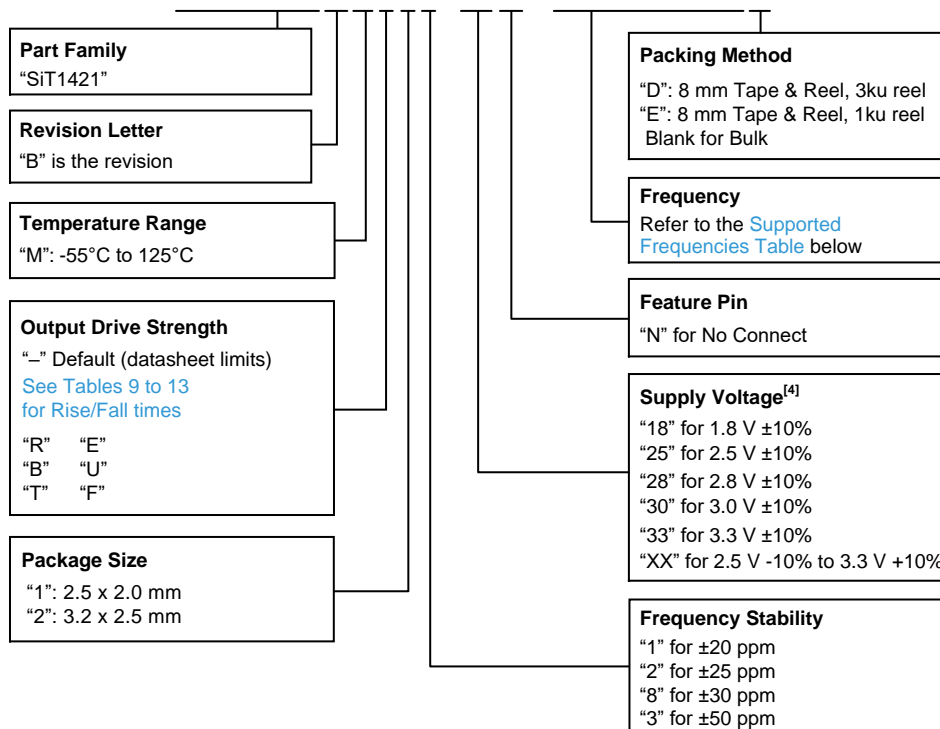 Part Family
“SiT1421”
Revision Letter
“B” is the revision
Temperature Range
“M”: -55°C to 125°C
Output Drive Strength
“–” Default (datasheet limits)
See Tables 9 to 13
for Rise/Fall times
“R” “E”
“B” “U”
“T” “F”
Package Size
“1”: 2.5 x 2.0 mm
“2”: 3.2 x 2.5 mm
Packing Method
“D”: 8 mm Tape & Reel, 3ku reel
“E”: 8 mm Tape & Reel, 1ku reel
Blank for Bulk
Frequency
Refer to the Supported
Frequencies Table below
Feature Pin
“N” for No Connect
Supply Voltage[4]
“18” for 1.8 V ±10%
“25” for 2.5 V ±10%
“28” for 2.8 V ±10%
“30” for 3.0 V ±10%
“33” for 3.3 V ±10%
“XX” for 2.5 V -10% to 3.3 V +10%
Frequency Stability
“1” for ±20 ppm
“2” for ±25 ppm
“8” for ±30 ppm
“3” for ±50 ppm